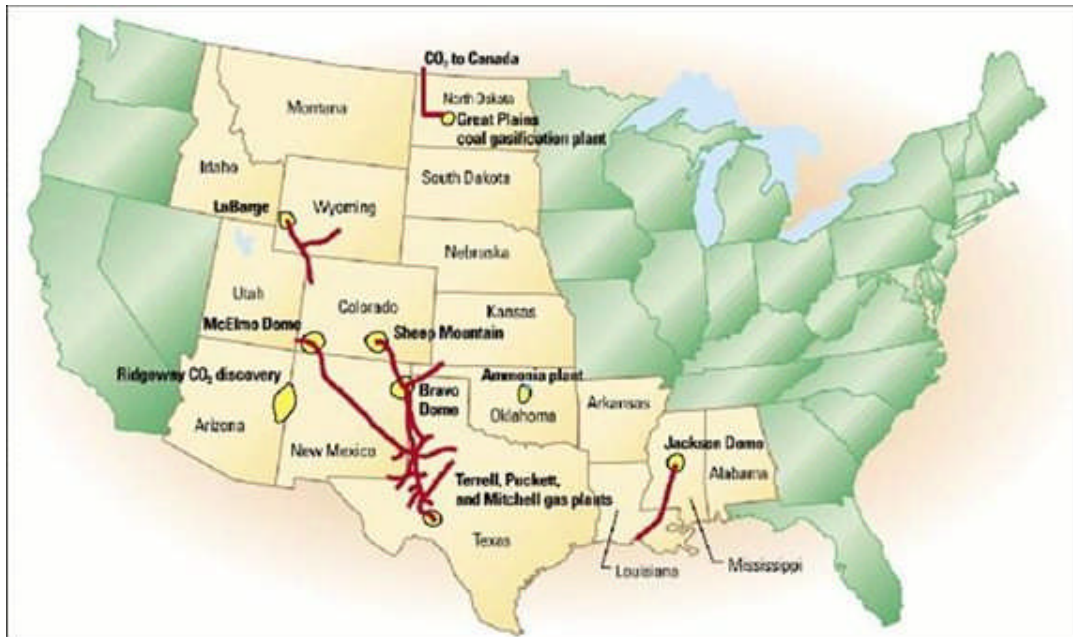 CO₂ to Canada
Montana
North Dakota
Great Plains
coal gasification plant
Idaho
South Dakota
LaBarge
Wyoming
Nebraska
Utah
Colorado
Kansas
McElmo Dome
Sheep Mountain
Ridgeway CO₂ discovery
Bravo
Dome
Ammonia plant
Oklahoma
Arkansas
Arizona
New Mexico
Jackson Dome
Alabama
Terrell, Puckett,
and Mitchell gas plants
Texas
Louisiana
Mississippi